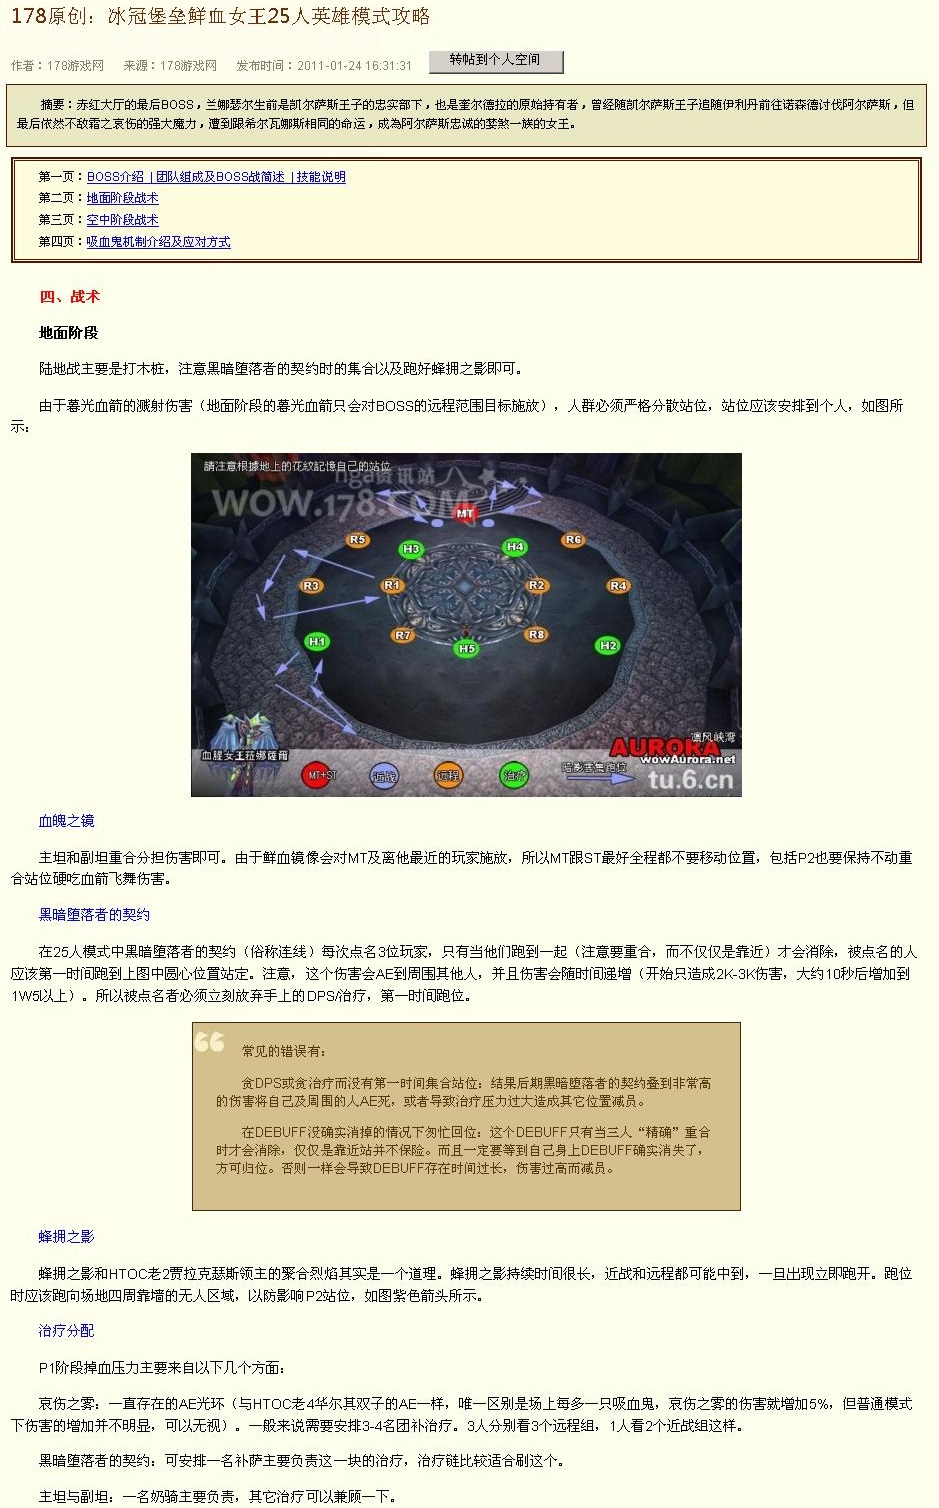 178原创：冰冠堡垒鲜血女王25人英雄模式攻略
作者：178游戏网 来源：178游戏网 发布时间：2011-01-24 16:31:31 转帖到个人空间
摘要：赤红大厅的最后BOSS，兰娜瑟尔生前是凯尔萨斯王子的忠实部下，也是奎尔德拉的原始持有者，曾经随凯尔萨斯王子追随伊利丹前往诺森德讨伐阿尔萨斯，但
最后依然不敌霜之哀伤的强大魔力，遭到跟希尔瓦娜斯相同的命运，成為阿尔萨斯忠诚的婪煞一族的女王。
第一页：BOSS介绍 | 团队组成及BOSS战简述 | 技能说明
第二页：地面阶段战术
第三页：空中阶段战术
第四页：吸血鬼机制介绍及应对方式
四、战术
地面阶段
陆地战主要是打木桩，注意黑暗堕落者的契约时的集合以及跑好蜂拥之影即可。
由于暮光血箭的溅射伤害（地面阶段的暮光血箭只会对BOSS的远程范围目标施放），人群必须严格分散站位，站位应该安排到个人，如图所
示：
請注意根據地上的花紋記憶自己的站位
nga资讯站
WOW.178.COM
MT
R5 H3 H4 R6
R3 R1 R2 R4
H1 R7 H5 R8 H2
血腥女王菈娜薩爾
凛风峡湾
AURORA
wowAurora.net
MT+ST 近战 远程 治疗 暗影密集跑位
tu.6.cn
血魄之镜
主坦和副坦重合分担伤害即可。由于鲜血镜像会对MT及离他最近的玩家施放，所以MT跟ST最好全程都不要移动位置，包括P2也要保持不动重
合站位硬吃血箭飞舞伤害。
黑暗堕落者的契约
在25人模式中黑暗堕落者的契约（俗称连线）每次点名3位玩家，只有当他们跑到一起（注意要重合，而不仅仅是靠近）才会消除，被点名的人
应该第一时间跑到上图中圆心位置站定。注意，这个伤害会AE到周围其他人，并且伤害会随时间递增（开始只造成2K-3K伤害，大约10秒后增加到
1W5以上）。所以被点名者必须立刻放弃手上的DPS/治疗，第一时间跑位。
常见的错误有：
贪DPS或贪治疗而没有第一时间集合站位：结果后期黑暗堕落者的契约叠到非常高
的伤害将自己及周围的人AE死，或者导致治疗压力过大造成其它位置减员。
在DEBUFF没确实消掉的情况下匆忙回位：这个DEBUFF只有当三人“精确”重合
时才会消除，仅仅是靠近站并不保险。而且一定要等到自己身上DEBUFF确实消失了，
方可归位。否则一样会导致DEBUFF存在时间过长，伤害过高而减员。
蜂拥之影
蜂拥之影和HTOC老2贾拉克瑟斯领主的聚合烈焰其实是一个道理。蜂拥之影持续时间很长，近战和远程都可能中到，一旦出现立即跑开。跑位
时应该跑向场地四周靠墙的无人区域，以防影响P2站位，如图紫色箭头所示。
治疗分配
P1阶段掉血压力主要来自以下几个方面：
哀伤之雾：一直存在的AE光环（与HTOC老4华尔其双子的AE一样，唯一区别是场上每多一只吸血鬼，哀伤之雾的伤害就增加5%，但普通模式
下伤害的增加并不明显，可以无视）。一般来说需要安排3-4名团补治疗。3人分别看3个远程组，1人看2个近战组这样。
黑暗堕落者的契约：可安排一名补萨主要负责这一块的治疗，治疗链比较适合刷这个。
主坦与副坦：一名奶骑主要负责，其它治疗可以兼顾一下。